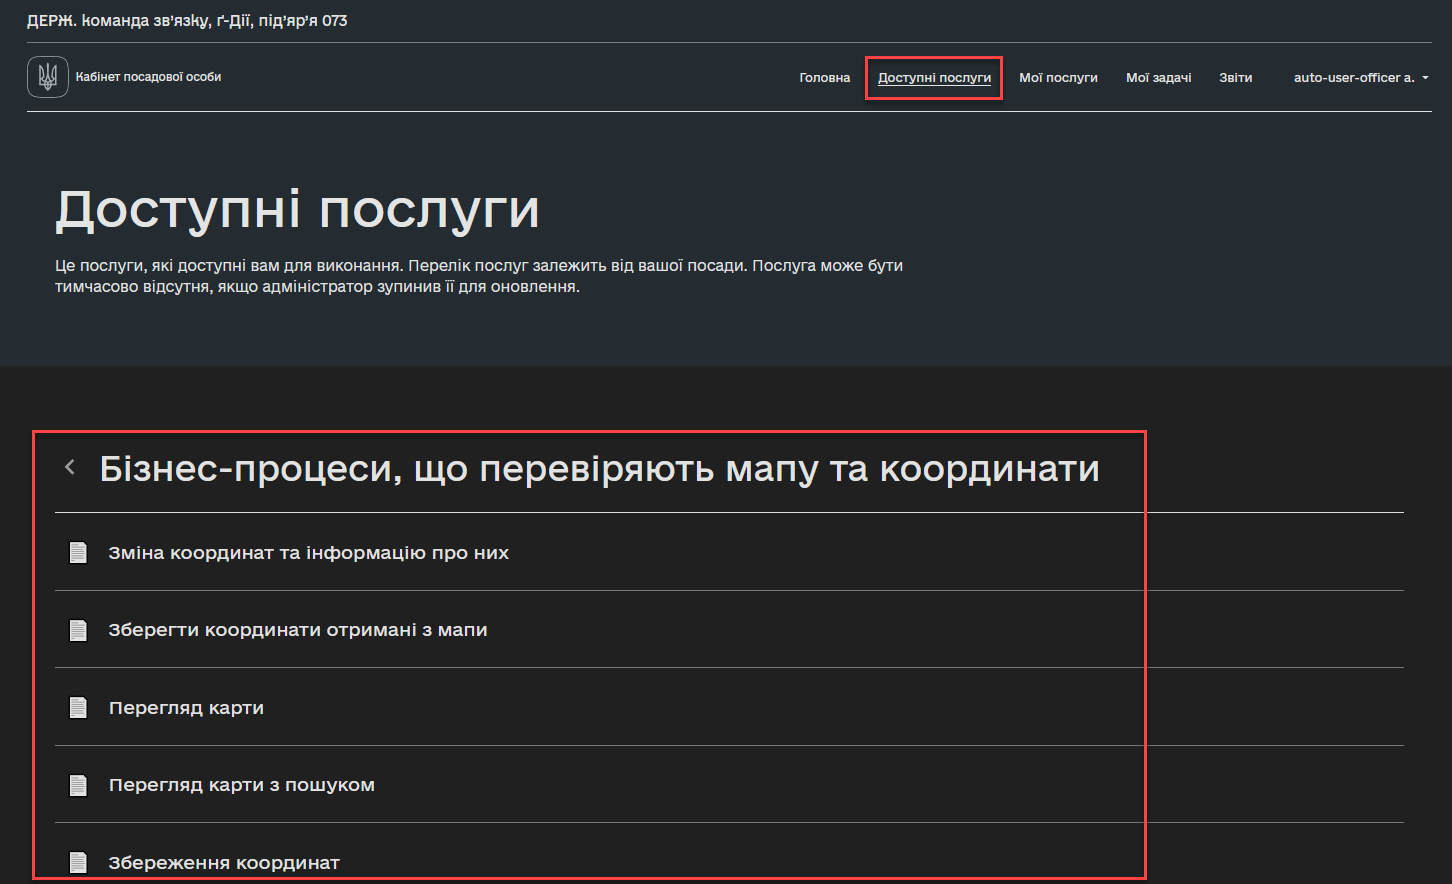 ДЕРЖ. команда зв'язку, ґ-Дії, під'яр'я 073
Кабінет посадової особи
Головна Доступні послуги Мої послуги Мої задачі Звіти auto-user-officer a.
Доступні послуги
Це послуги, які доступні вам для виконання. Перелік послуг залежить від вашої посади. Послуга може бути
тимчасово відсутня, якщо адміністратор зупинив її для оновлення.
Бізнес-процеси, що перевіряють мапу та координати
Зміна координат та інформацію про них
Зберегти координати отримані з мапи
Перегляд карти
Перегляд карти з пошуком
Збереження координат